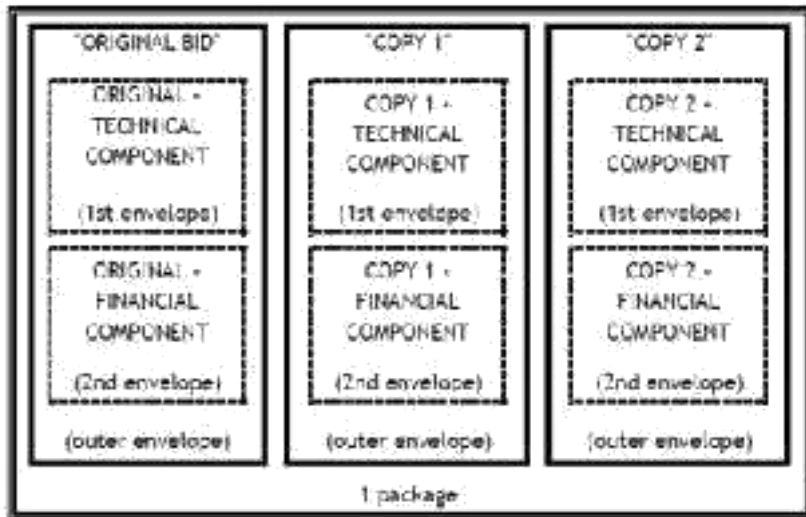 "ORIGINAL BID"
ORIGINAL -
TECHNICAL
COMPONENT
(1st envelope)
ORIGINAL -
FINANCIAL
COMPONENT
(2nd envelope)
(outer envelope)
"COPY 1"
COPY 1 -
TECHNICAL
COMPONENT
(1st envelope)
COPY 1 -
FINANCIAL
COMPONENT
(2nd envelope)
(outer envelope)
"COPY 2"
COPY 2 -
TECHNICAL
COMPONENT
(1st envelope)
COPY 2 -
FINANCIAL
COMPONENT
(2nd envelope)
(outer envelope)
1 package